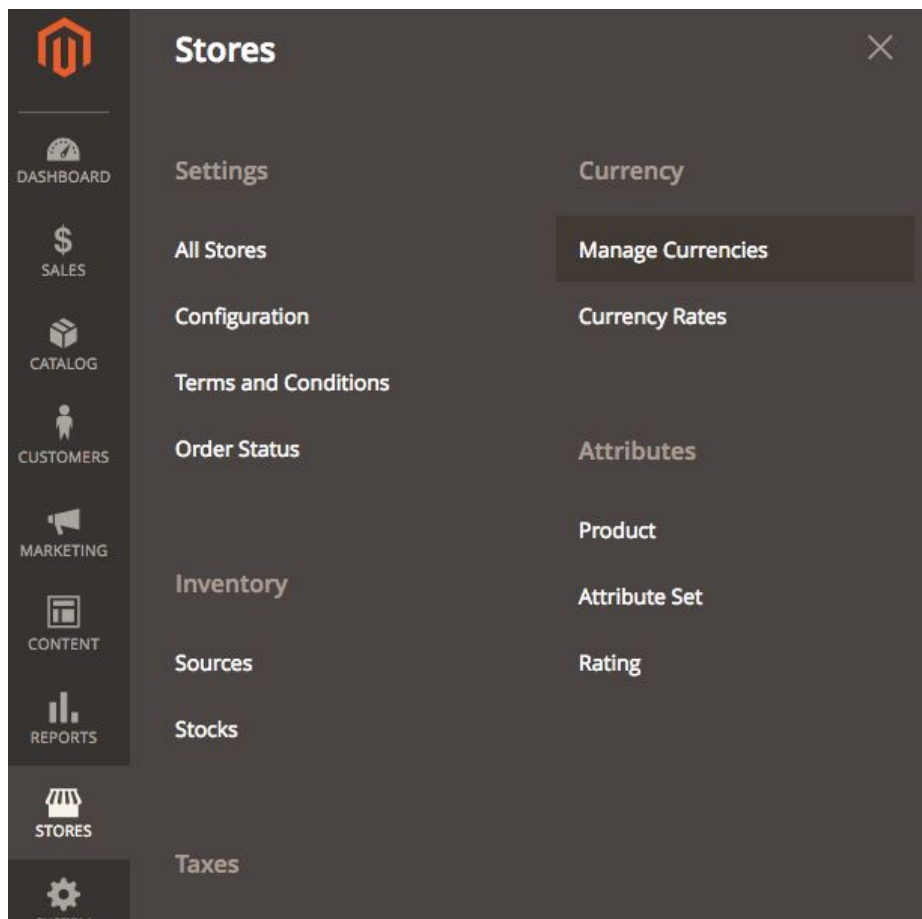 Stores
DASHBOARD
SALES
CATALOG
CUSTOMERS
MARKETING
CONTENT
REPORTS
STORES
Settings
All Stores
Configuration
Terms and Conditions
Order Status
Inventory
Sources
Stocks
Taxes
Currency
Manage Currencies
Currency Rates
Attributes
Product
Attribute Set
Rating